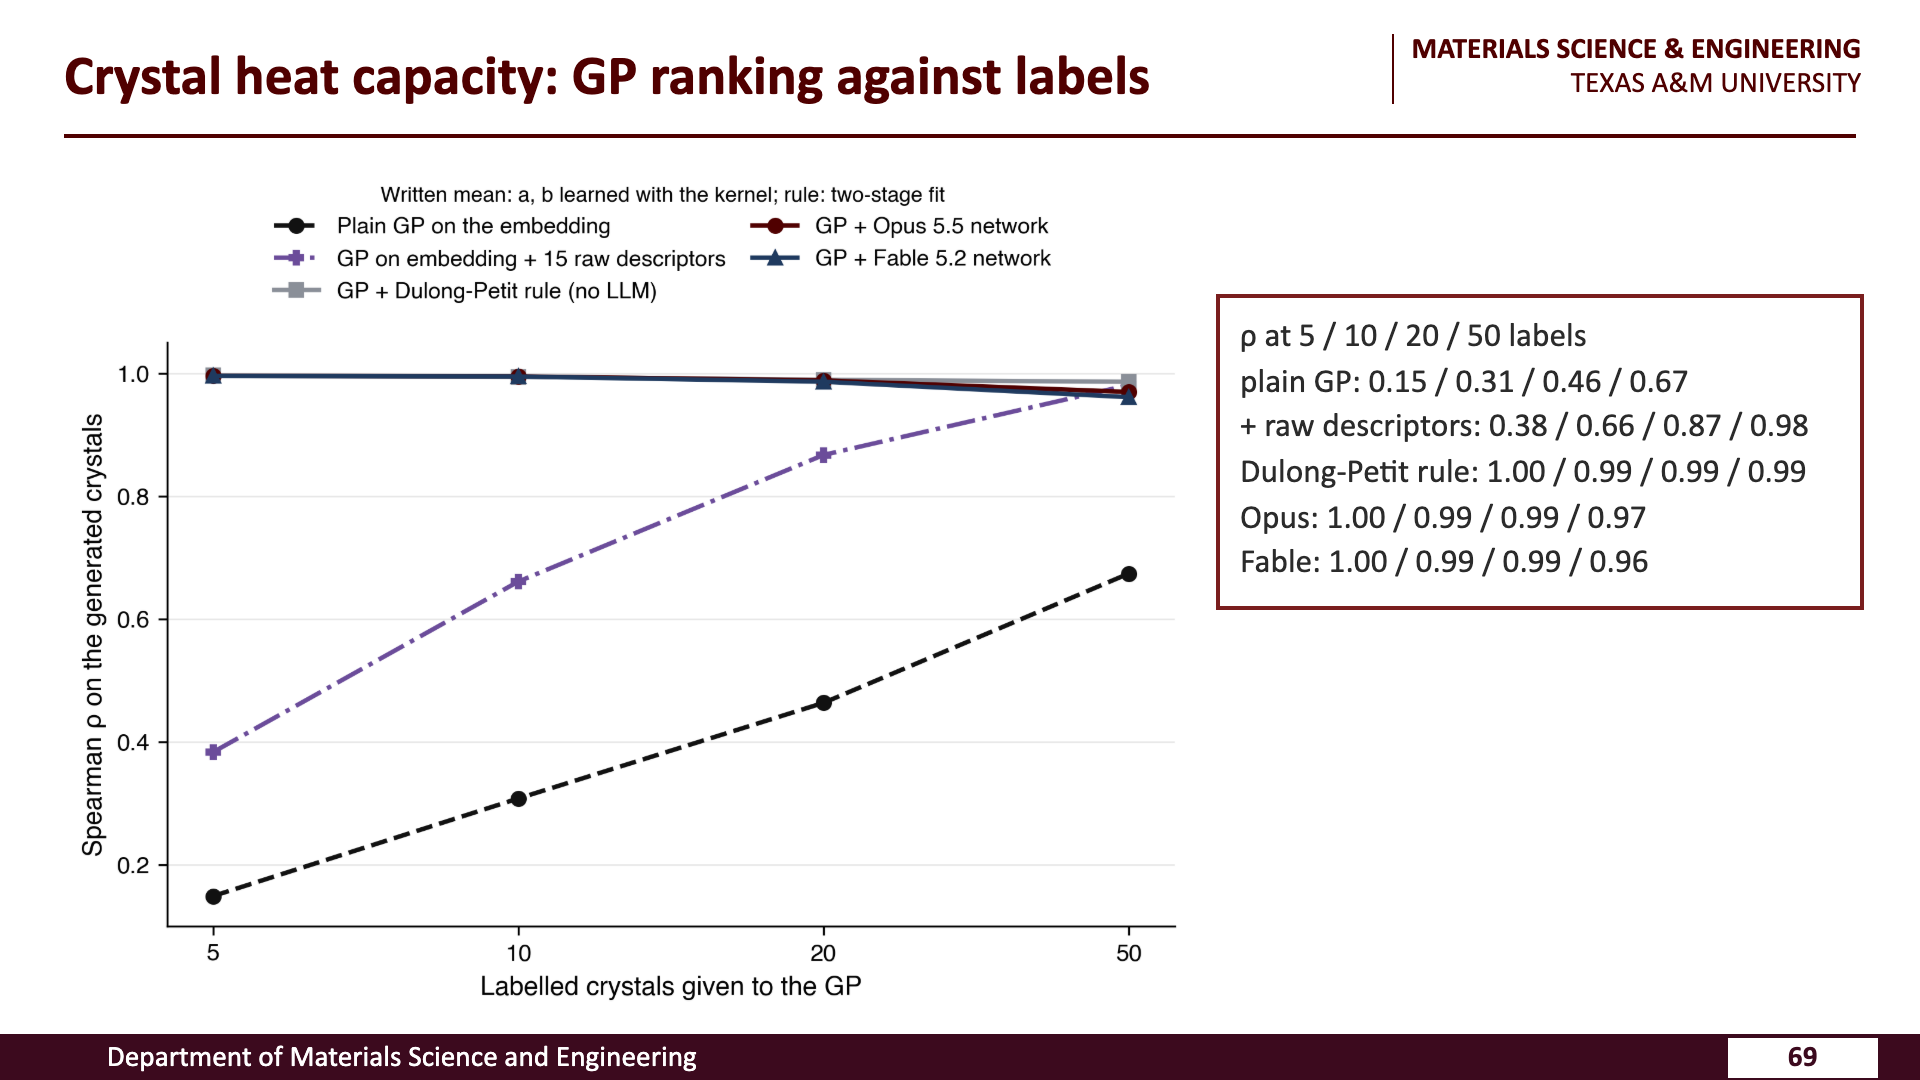 Crystal heat capacity: GP ranking against labels
MATERIALS SCIENCE & ENGINEERING
TEXAS A&M UNIVERSITY
Written mean: a, b learned with the kernel; rule: two-stage fit
Plain GP on the embedding
GP on embedding + 15 raw descriptors
GP + Dulong-Petit rule (no LLM)
GP + Opus 5.5 network
GP + Fable 5.2 network
Spearman ρ on the generated crystals
1.0
0.8
0.6
0.4
0.2
5
10
20
50
Labelled crystals given to the GP
ρ at 5 / 10 / 20 / 50 labels
plain GP: 0.15 / 0.31 / 0.46 / 0.67
+ raw descriptors: 0.38 / 0.66 / 0.87 / 0.98
Dulong-Petit rule: 1.00 / 0.99 / 0.99 / 0.99
Opus: 1.00 / 0.99 / 0.99 / 0.97
Fable: 1.00 / 0.99 / 0.99 / 0.96
Department of Materials Science and Engineering
69